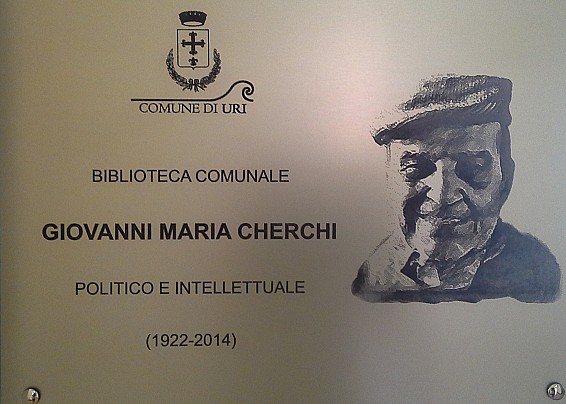 COMUNE DI URI
BIBLIOTECA COMUNALE
GIOVANNI MARIA CHERCHI
POLITICO E INTELLETTUALE
(1922-2014)